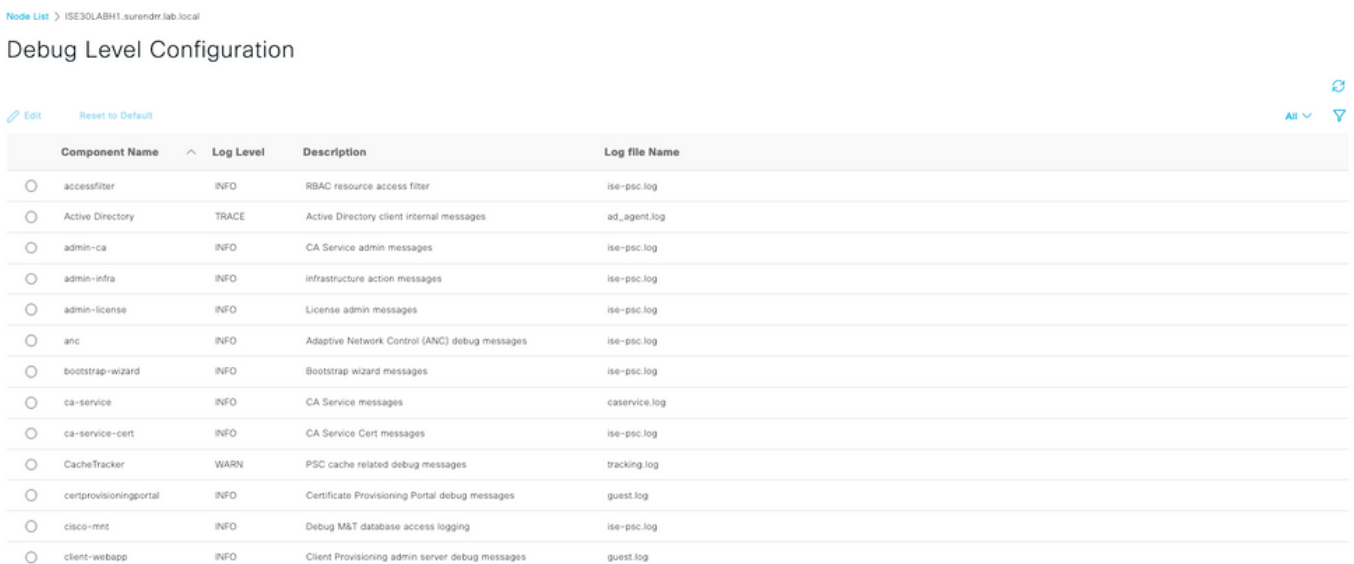 Node List > ISE30LABH1.surendrr.lab.local
Debug Level Configuration
Edit Reset to Default All
Component Name Log Level Description Log file Name
accessfilter INFO RBAC resource access filter ise-psc.log
Active Directory TRACE Active Directory client internal messages ad_agent.log
admin-ca INFO CA Service admin messages ise-psc.log
admin-infra INFO infrastructure action messages ise-psc.log
admin-license INFO License admin messages ise-psc.log
anc INFO Adaptive Network Control (ANC) debug messages ise-psc.log
bootstrap-wizard INFO Bootstrap wizard messages ise-psc.log
ca-service INFO CA Service messages caservice.log
ca-service-cert INFO CA Service Cert messages ise-psc.log
CacheTracker WARN PSC cache related debug messages tracking.log
certprovisioningportal INFO Certificate Provisioning Portal debug messages guest.log
cisco-mnt INFO Debug M&T database access logging ise-psc.log
client-webapp INFO Client Provisioning admin server debug messages guest.log